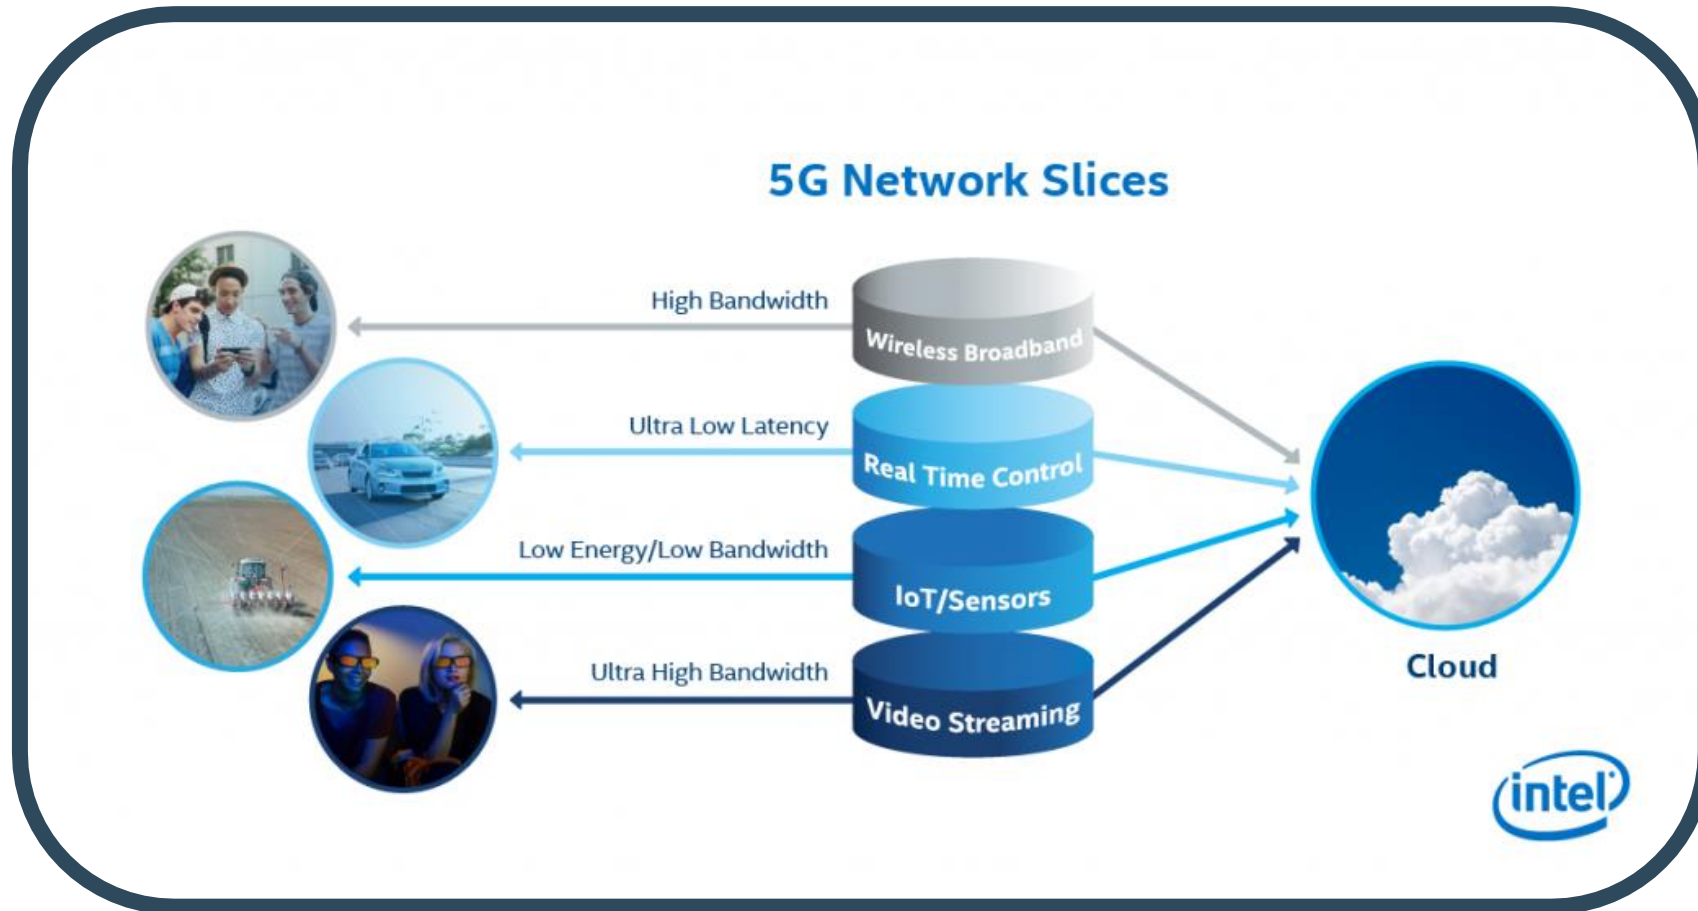 5G Network Slices
High Bandwidth
Wireless Broadband
Ultra Low Latency
Real Time Control
Low Energy/Low Bandwidth
IoT/Sensors
Ultra High Bandwidth
Video Streaming
Cloud
intel